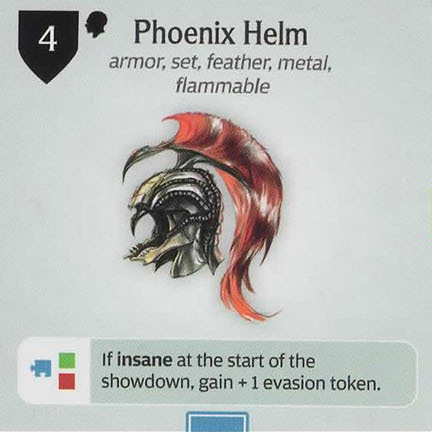 4
Phoenix Helm
armor, set, feather, metal,
flammable
If insane at the start of the
showdown, gain +1 evasion token.